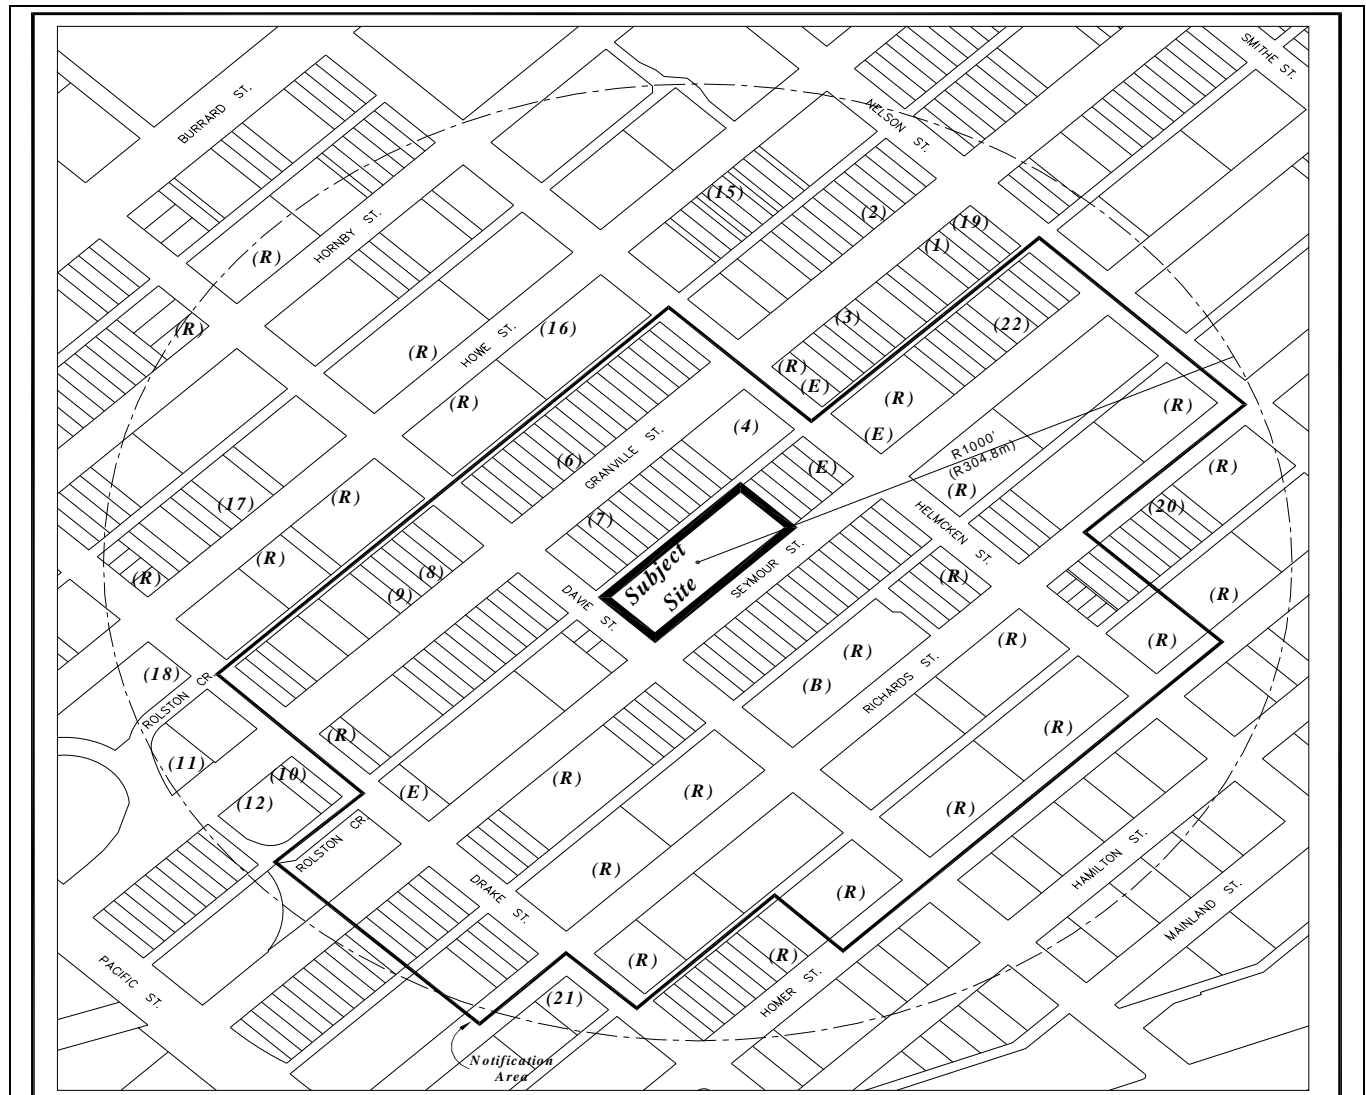 SMITHE ST.
BURRARD ST.
NELSON ST.
(15)
(2)
(19)
(1)
HORNBY ST.
(R)
(R)
(16)
(3)
(22)
HOWE ST.
(R)
(R)
(R)
(E)
(R)
(R)
(4)
(E)
GRANVILLE ST.
(6)
R1000'
(R304.8m)
(E)
(R)
(R)
(17)
(R)
(7)
(20)
HELMCKEN ST.
(R)
(8)
(9)
(R)
Subject
Site
SEYMOUR ST.
DAVIE ST.
(R)
(R)
(R)
(R)
(R)
(18)
ROLSTON CR.
(B)
RICHARDS ST.
(R)
(R)
(11)
(10)
(12)
(E)
(R)
(R)
(R)
ROLSTON CR.
(R)
(R)
HAMILTON ST.
DRAKE ST.
MAINLAND ST.
PACIFIC ST.
(R)
(R)
(21)
HOMER ST.
Notification
Area